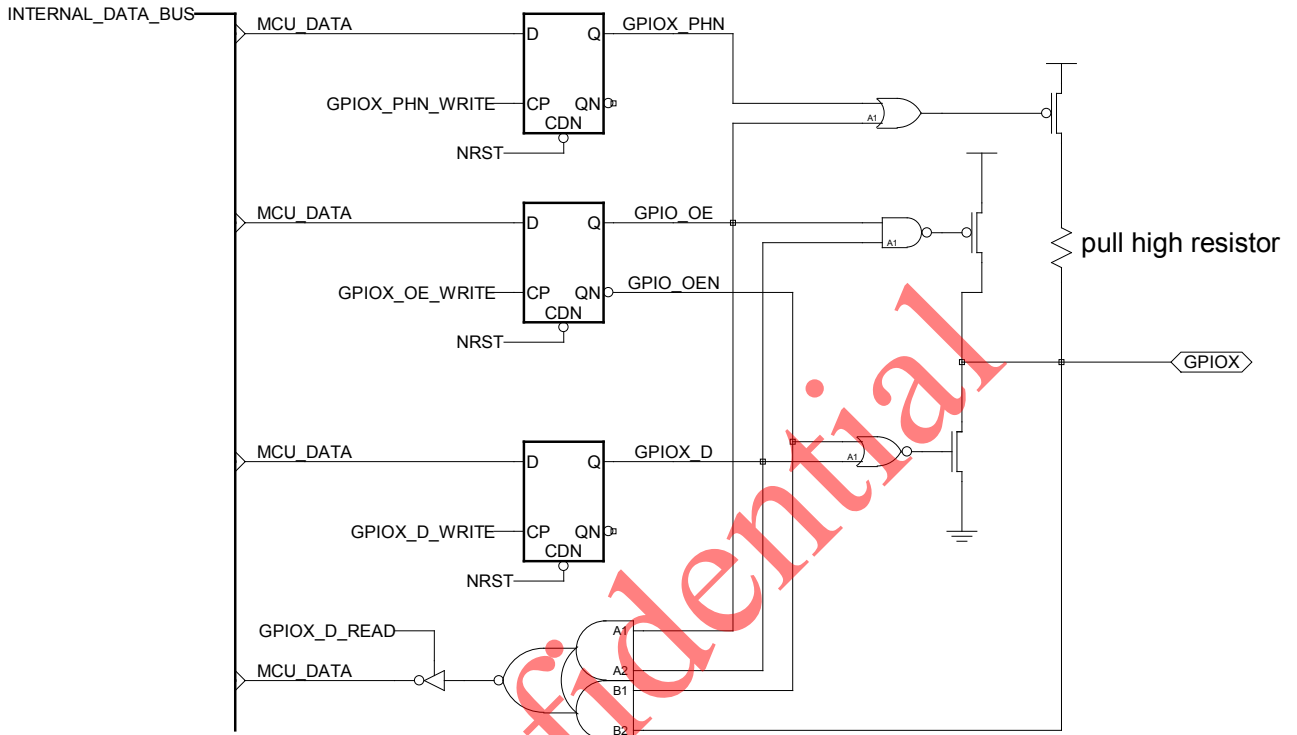 INTERNAL_DATA_BUS
MCU_DATA
D
Q
GPIOX_PHN
GPIOX_PHN_WRITE
CP
QN
CDN
NRST
A1
MCU_DATA
D
Q
GPIO_OE
A1
pull high resistor
GPIOX_OE_WRITE
CP
QN
GPIO_OEN
CDN
NRST
GPIOX
MCU_DATA
D
Q
GPIOX_D
A1
GPIOX_D_WRITE
CP
QN
CDN
NRST
GPIOX_D_READ
A1
MCU_DATA
A2
B1
B2
fidential